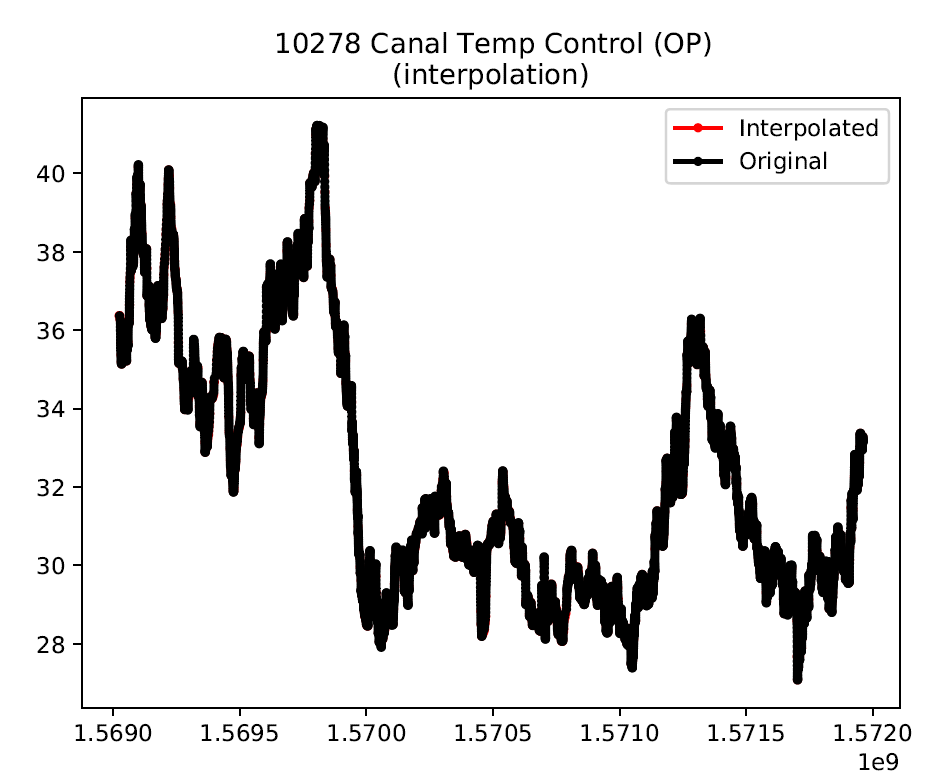 10278 Canal Temp Control (OP)
(interpolation)
Interpolated
Original
40
38
36
34
32
30
28
1.5690 1.5695 1.5700 1.5705 1.5710 1.5715 1.5720
1e9